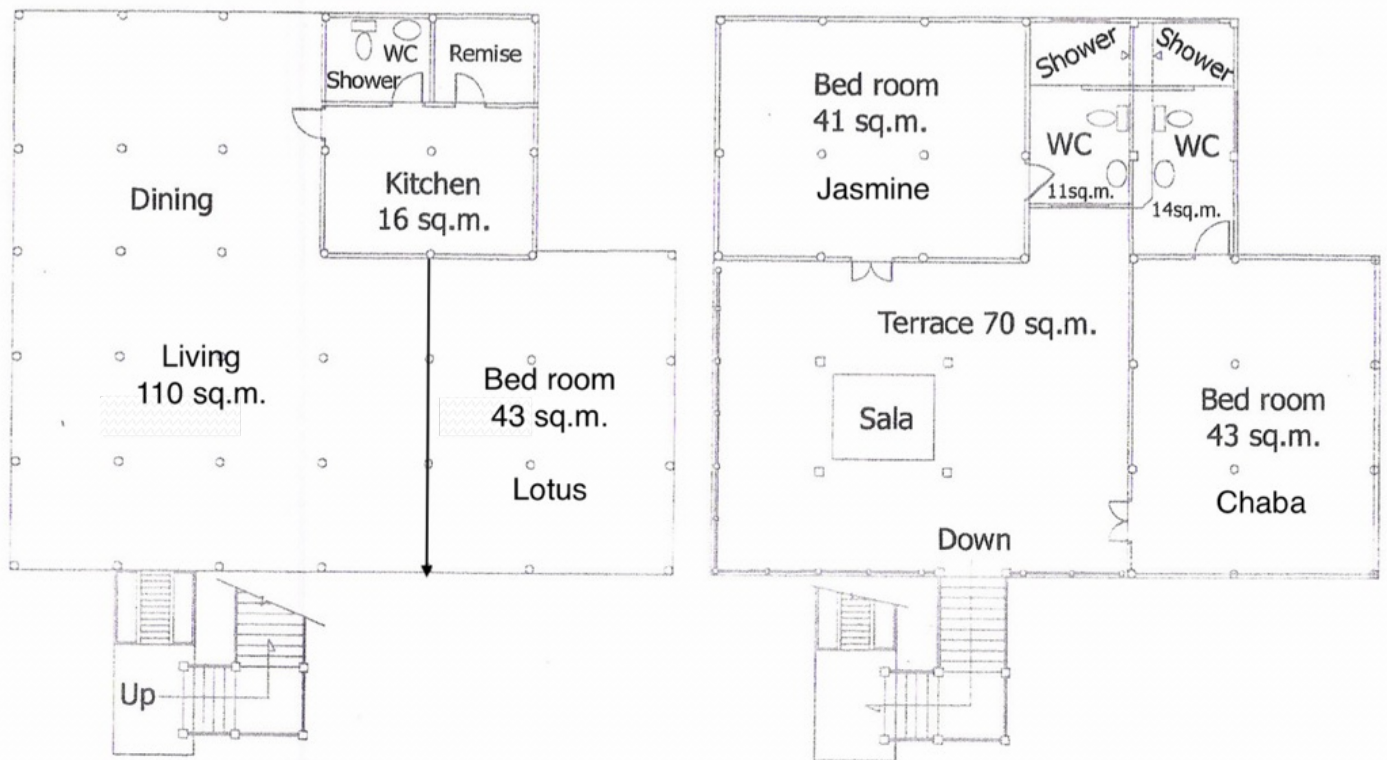 WC
Shower
Remise
Kitchen
16 sq.m.
Dining
Living
110 sq.m.
Bed room
43 sq.m.
Lotus
Up
Shower
Shower
Bed room
41 sq.m.
Jasmine
WC
11sq.m.
WC
14sq.m.
Terrace 70 sq.m.
Sala
Bed room
43 sq.m.
Chaba
Down